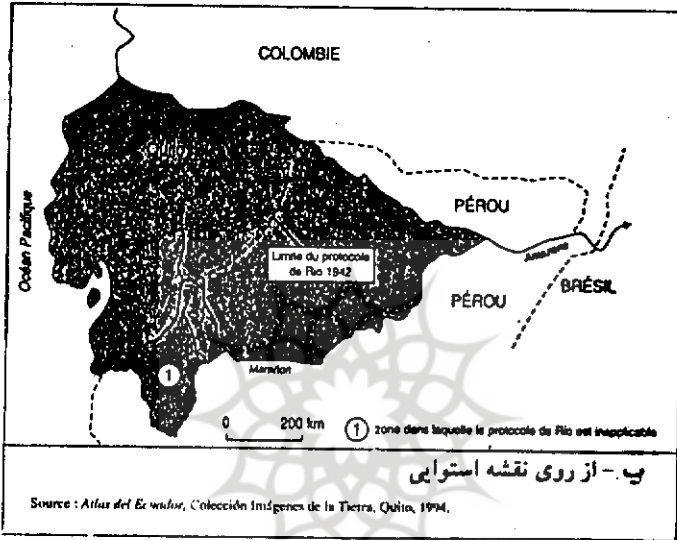 COLOMBIE
Océan Pacifique
PÉROU
Limite du protocole
de Rio 1942
Amazone
PÉROU
BRÉSIL
Marañon
1
0 200 km
1 zone dans laquelle le protocole de Río est inapplicable
ب - از روی نقشه استوایی
Source : Atlas del Ecuador, Colección Imágenes de la Tierra, Quito, 1994.